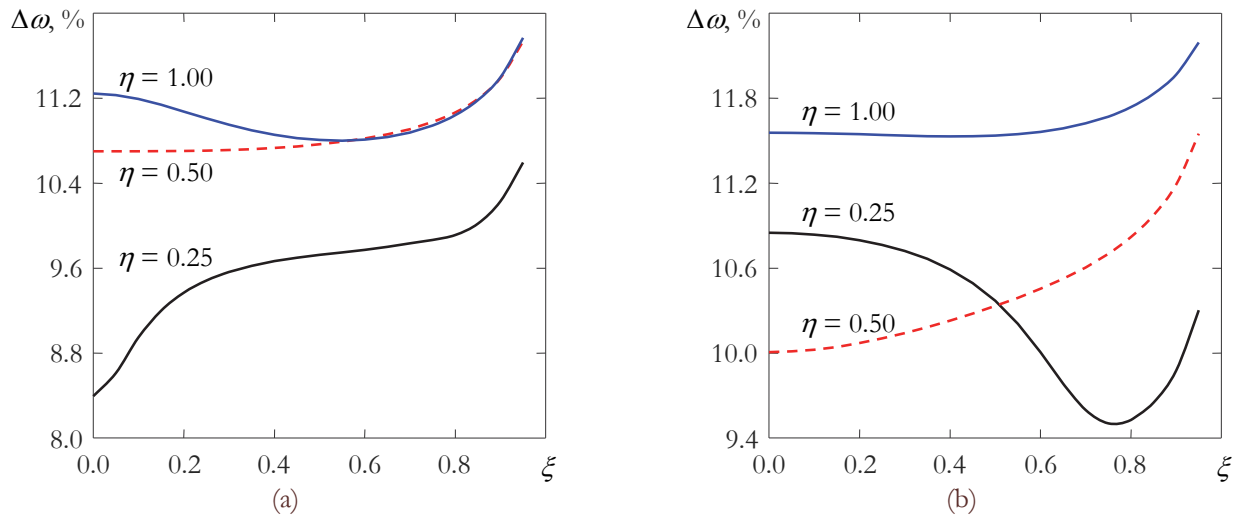 Δω, %
11.2
10.4
9.6
8.8
8.0
η = 1.00
η = 0.50
η = 0.25
0.0 0.2 0.4 0.6 0.8 ξ
(a)
Δω, %
11.8
11.2
10.6
10.0
9.4
η = 1.00
η = 0.25
η = 0.50
0.0 0.2 0.4 0.6 0.8 ξ
(b)